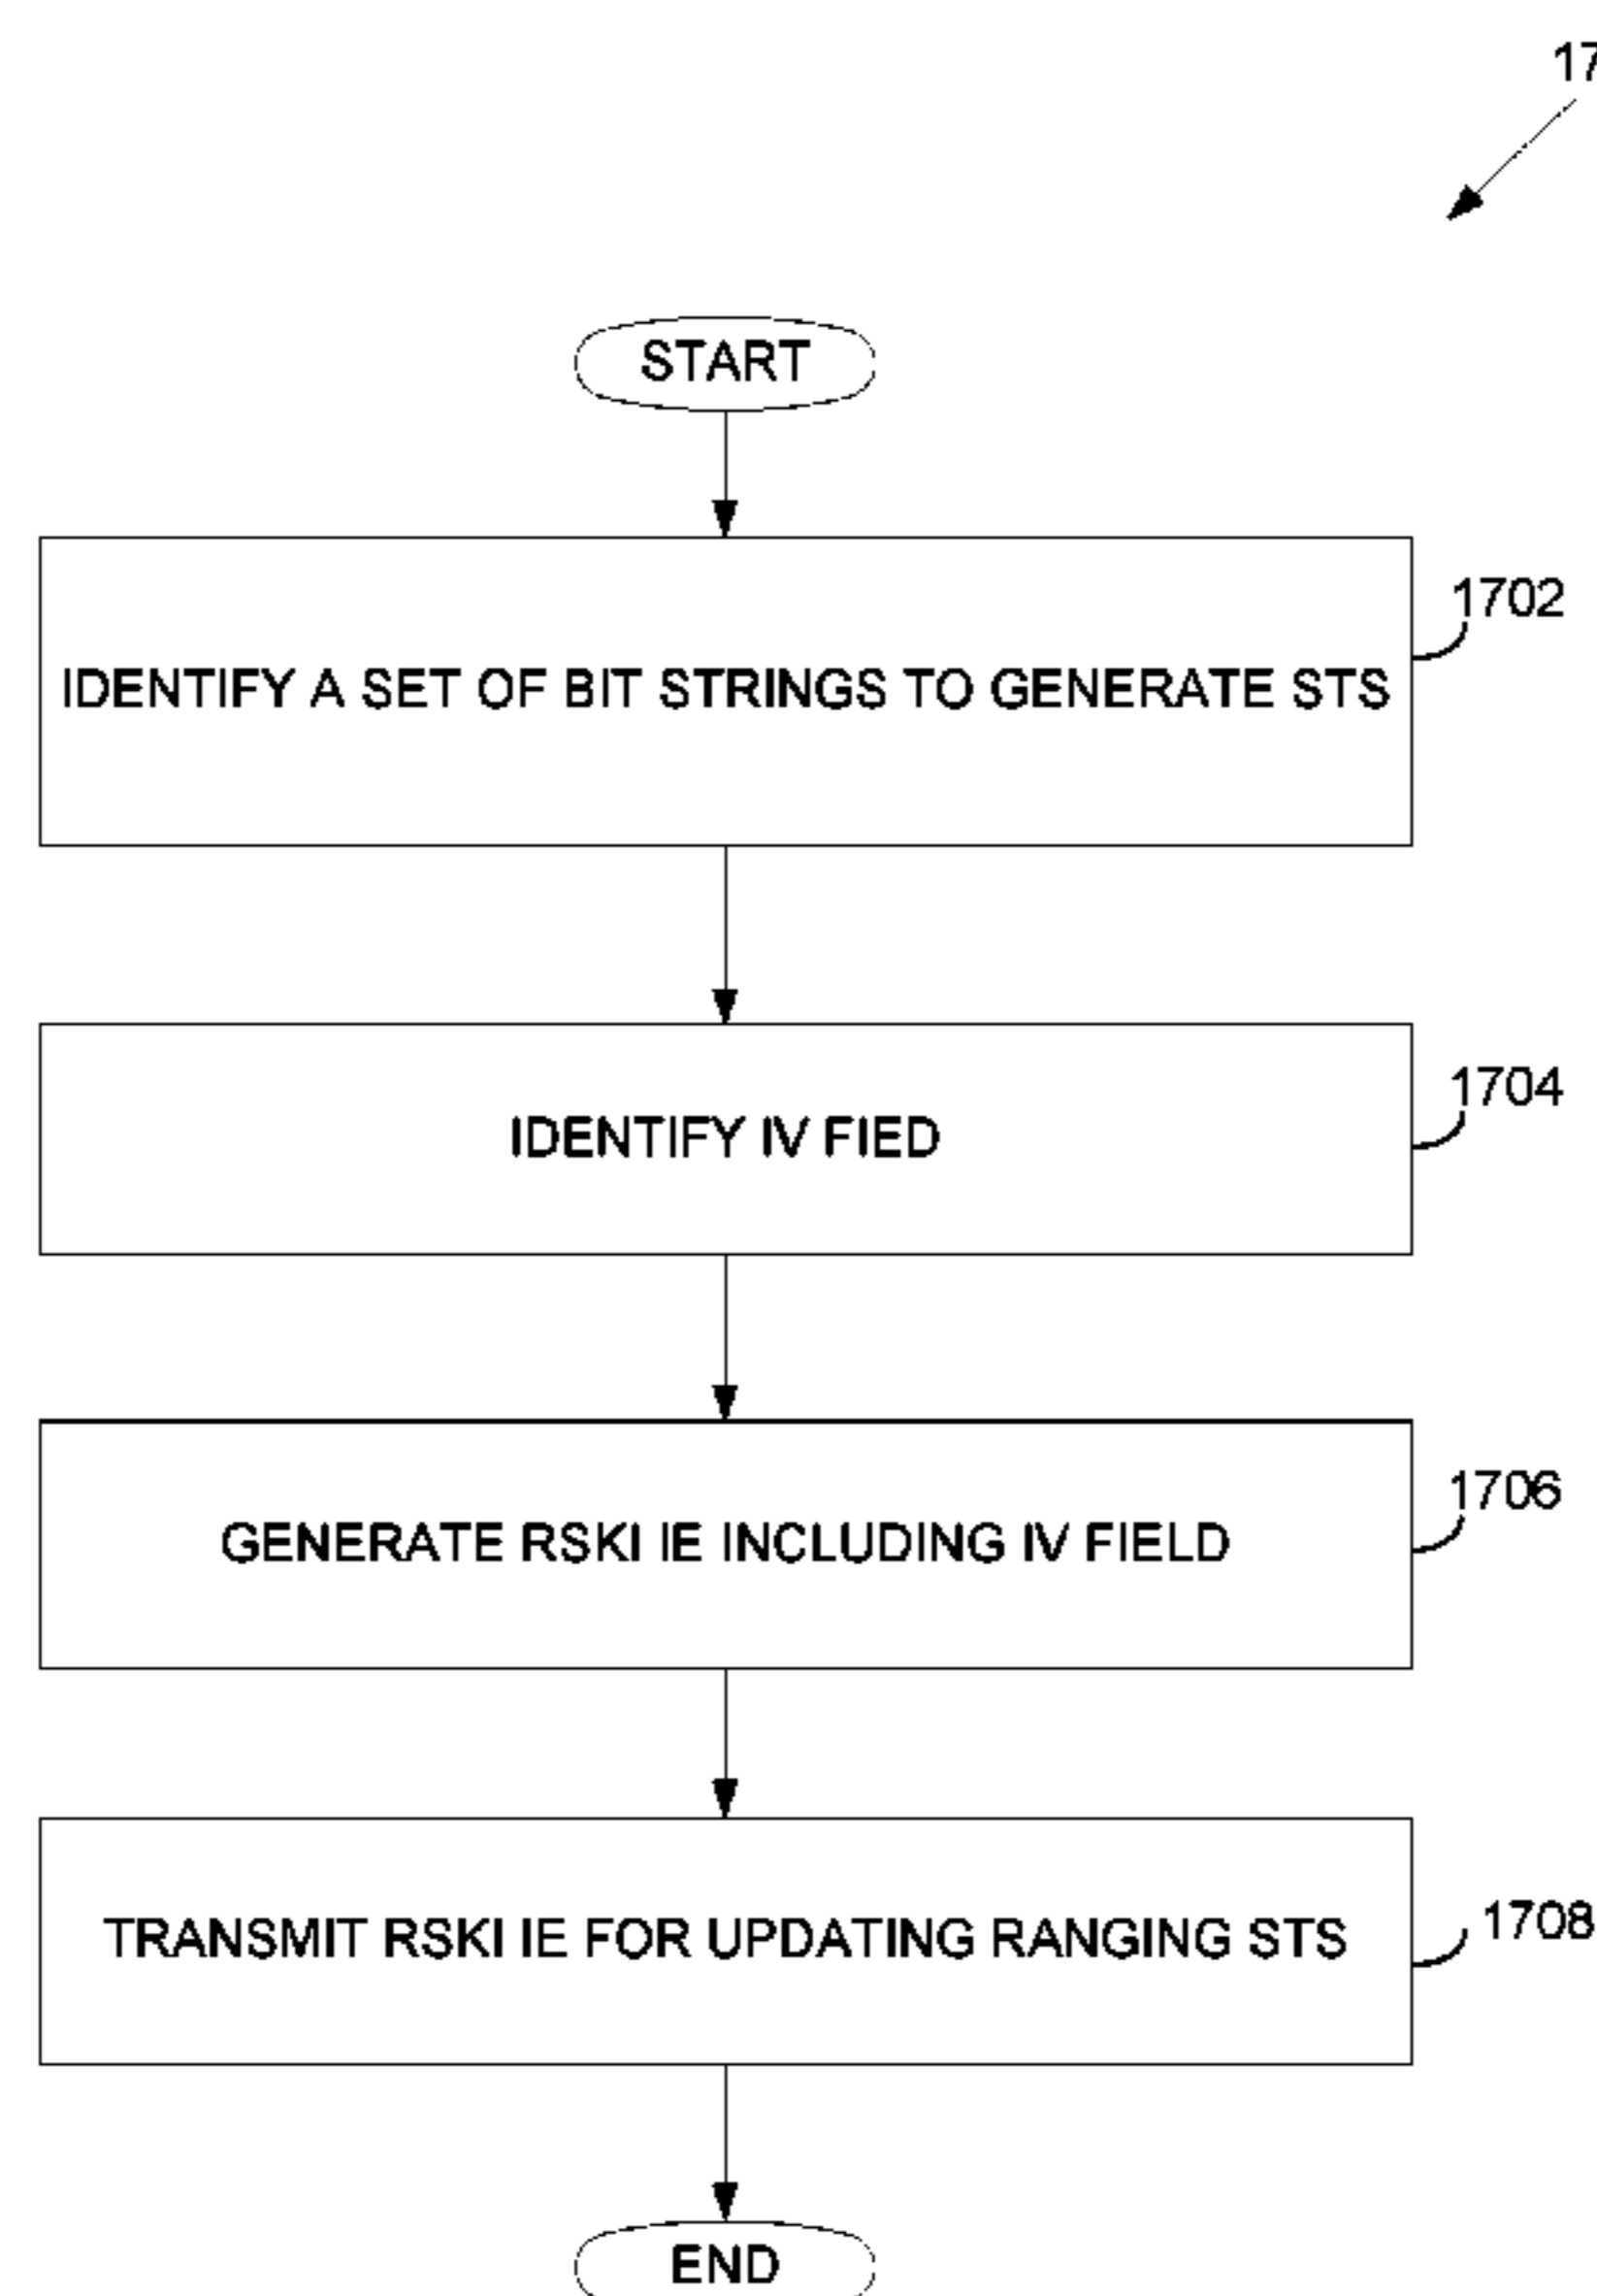 17
START
1702
IDENTIFY A SET OF BIT STRINGS TO GENERATE STS
1704
IDENTIFY IV FIED
1706
GENERATE RSKI IE INCLUDING IV FIELD
1708
TRANSMIT RSKI IE FOR UPDATING RANGING STS
END